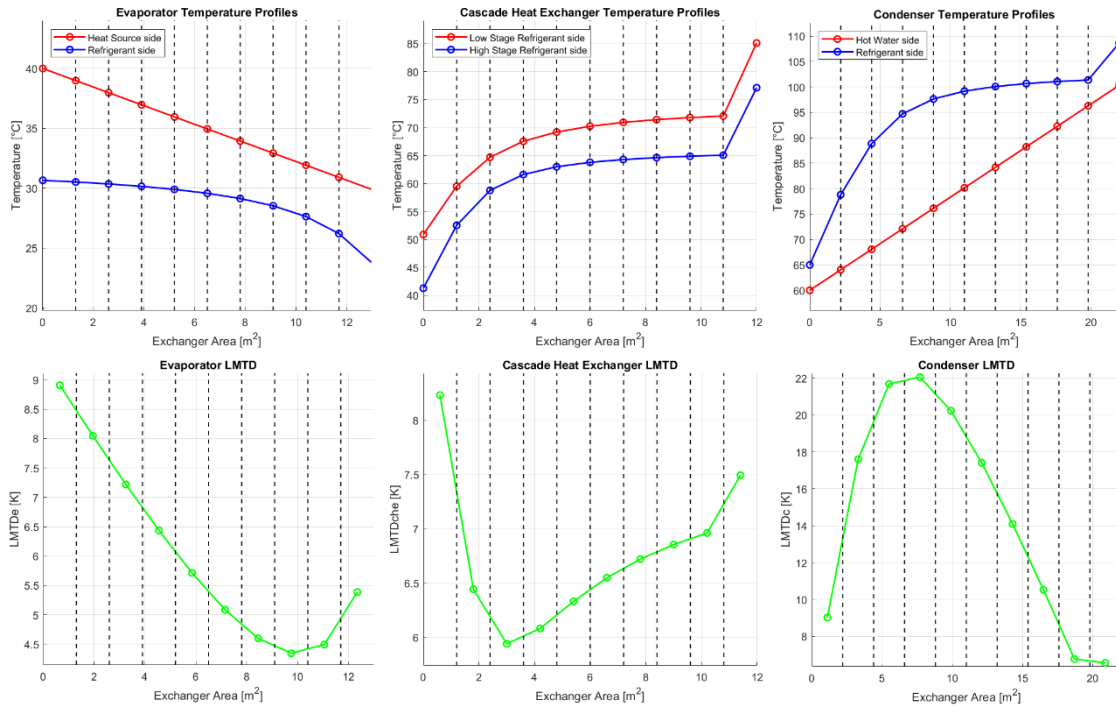 Evaporator Temperature Profiles
Heat Source side
Refrigerant side
Temperature [°C]
40
35
30
25
20
0 2 4 6 8 10 12
Exchanger Area [m²]
Cascade Heat Exchanger Temperature Profiles
Low Stage Refrigerant side
High Stage Refrigerant side
Temperature [°C]
85
80
75
70
65
60
55
50
45
40
0 2 4 6 8 10 12
Exchanger Area [m²]
Condenser Temperature Profiles
Hot Water side
Refrigerant side
Temperature [°C]
110
105
100
95
90
85
80
75
70
65
60
0 5 10 15 20
Exchanger Area [m²]
Evaporator LMTD
LMTDe [K]
9
8.5
8
7.5
7
6.5
6
5.5
5
4.5
0 2 4 6 8 10 12
Exchanger Area [m²]
Cascade Heat Exchanger LMTD
LMTDche [K]
8
7.5
7
6.5
6
0 2 4 6 8 10 12
Exchanger Area [m²]
Condenser LMTD
LMTDc [K]
22
20
18
16
14
12
10
8
0 5 10 15 20
Exchanger Area [m²]